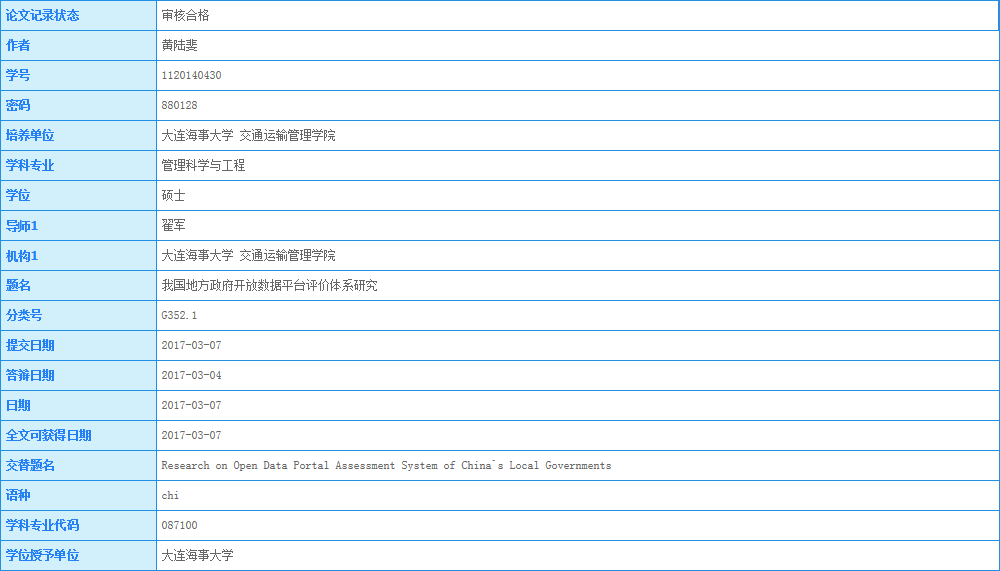 论文记录状态 审核合格
作者 黄陆斐
学号 1120140430
密码 880128
培养单位 大连海事大学 交通运输管理学院
学科专业 管理科学与工程
学位 硕士
导师1 翟军
机构1 大连海事大学 交通运输管理学院
题名 我国地方政府开放数据平台评价体系研究
分类号 G352.1
提交日期 2017-03-07
答辩日期 2017-03-04
日期 2017-03-07
全文可获得日期 2017-03-07
交替题名 Research on Open Data Portal Assessment System of China`s Local Governments
语种 chi
学科专业代码 087100
学位授予单位 大连海事大学